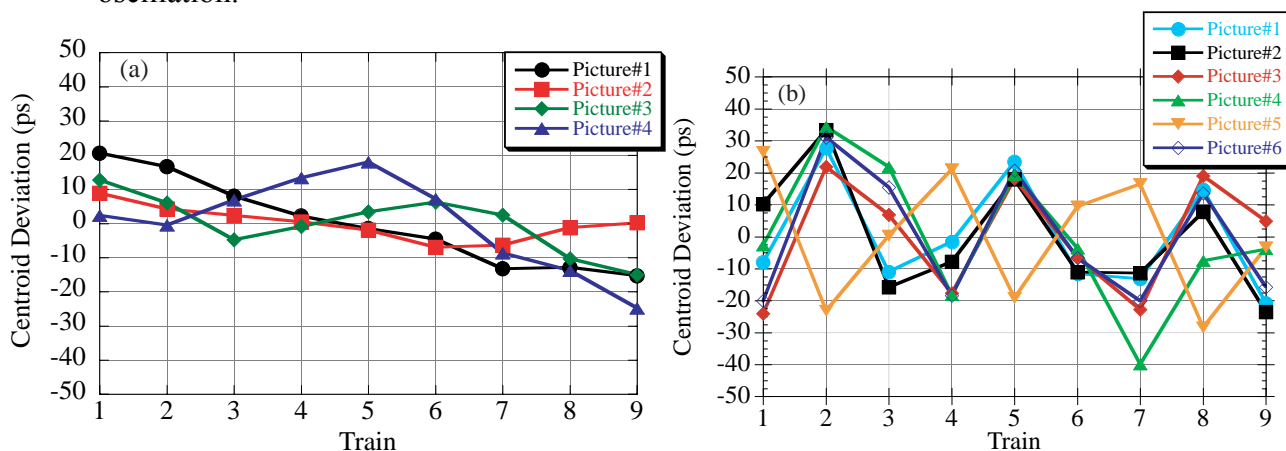 oscillation.
(a)
Picture#1
Picture#2
Picture#3
Picture#4
50
40
30
20
10
0
-10
-20
-30
-40
-50
Centroid Deviation (ps)
1 2 3 4 5 6 7 8 9
Train
(b)
Picture#1
Picture#2
Picture#3
Picture#4
Picture#5
Picture#6
50
40
30
20
10
0
-10
-20
-30
-40
-50
Centroid Deviation (ps)
1 2 3 4 5 6 7 8 9
Train